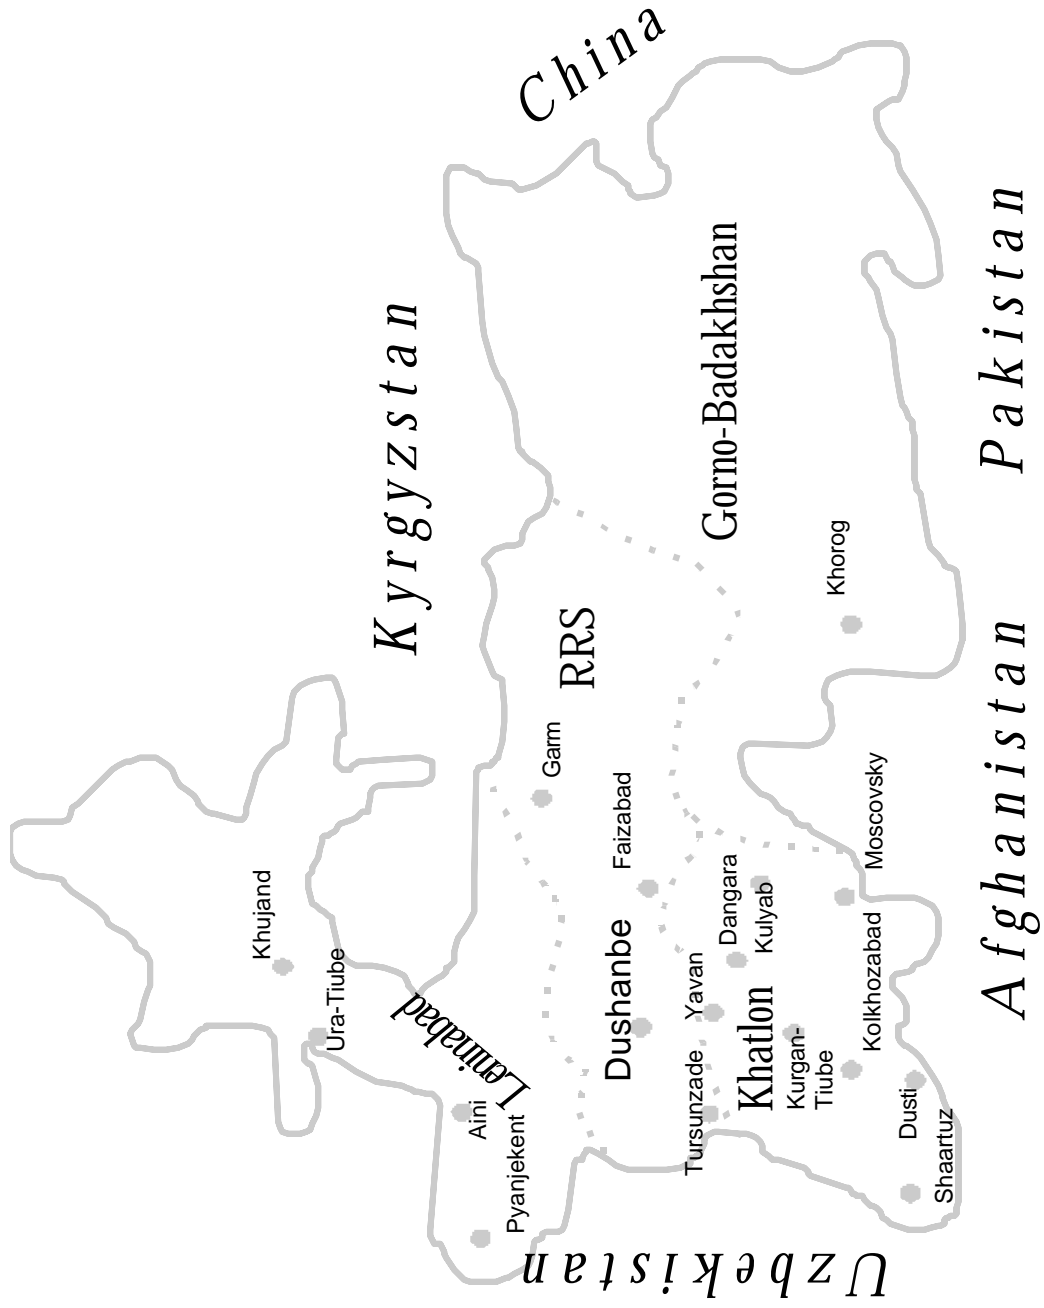 China
Kyrgyzstan
Pakistan
Afghanistan
Uzbekistan
Gorno-Badakhshan
RRS
Leninabad
Khatlon
Khujand
Ura-Tiube
Aini
Pyanjekent
Garm
Faizabad
Dushanbe
Tursunzade
Yavan
Dangara
Kulyab
Kurgan-
Tiube
Kolkhozabad
Moscovsky
Dusti
Shaartuz
Khorog